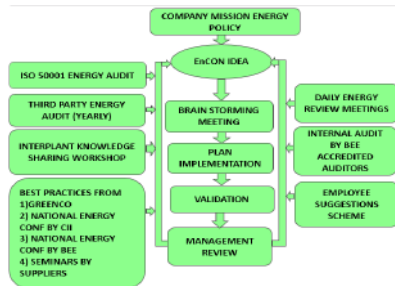 COMPANY MISSION ENERGY
POLICY
EnCON IDEA
ISO 50001 ENERGY AUDIT
THIRD PARTY ENERGY
AUDIT (YEARLY)
INTERPLANT KNOWLEDGE
SHARING WORKSHOP
BEST PRACTICES FROM
1)GREENCO
2) NATIONAL ENERGY
CONF BY CII
3) NATIONAL ENERGY
CONF BY BEE
4) SEMINARS BY
SUPPLIERS
BRAIN STORMING
MEETING
PLAN
IMPLEMENTATION
VALIDATION
MANAGEMENT
REVIEW
DAILY ENERGY
REVIEW MEETINGS
INTERNAL AUDIT
BY BEE
ACCREDITED
AUDITORS
EMPLOYEE
SUGGESTIONS
SCHEME